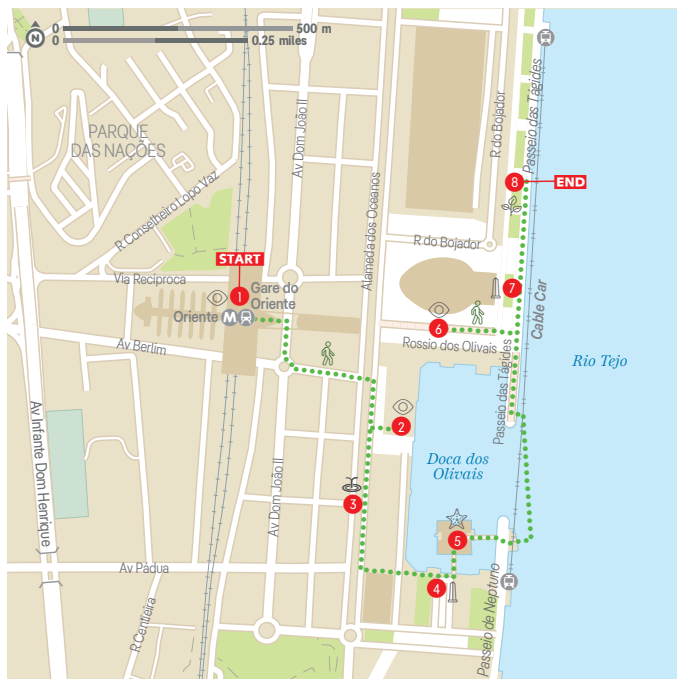 0 500 m
0 0.25 miles
N
PARQUE
DAS NAÇÕES
Av Dom João II
R do Bojador
Passeio das Tágides
8
END
R Conselheiro Lopo Vaz
Alameda dos Oceanos
R do Bojador
START
Via Recíproca
1
Gare do
Oriente
7
Oriente
M
Cable Car
6
Av Berlim
Rossio dos Olivais
Rio Tejo
Passeio das Tágides
Av Infante Dom Henrique
2
Doca dos
Olivais
Av Dom João II
3
5
Av Pádua
4
R Centieira
Passeio de Neptuno